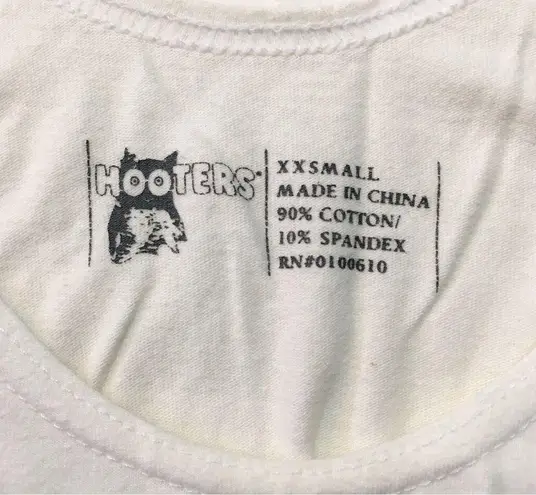 HOOTERS
XXSMALL
MADE IN CHINA
90% COTTON/
10% SPANDEX
RN#0100610